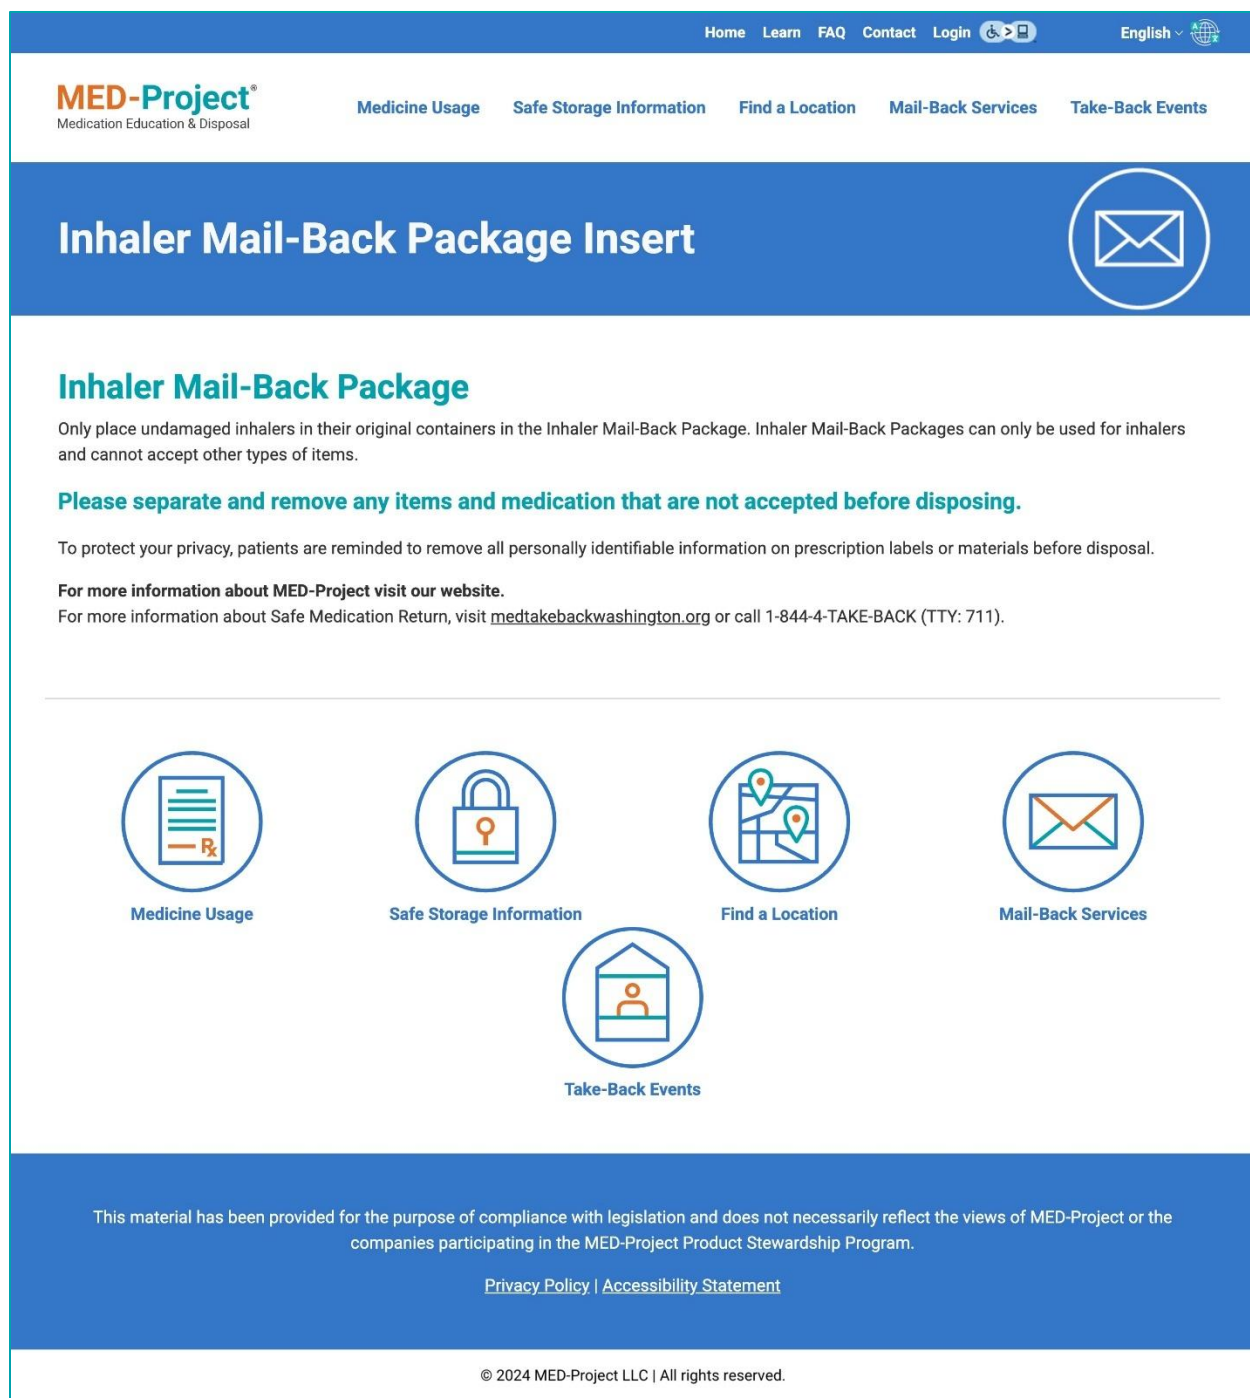 Home Learn FAQ Contact Login English
MED-Project®
Medication Education & Disposal
Medicine Usage Safe Storage Information Find a Location Mail-Back Services Take-Back Events
Inhaler Mail-Back Package Insert
Inhaler Mail-Back Package
Only place undamaged inhalers in their original containers in the Inhaler Mail-Back Package. Inhaler Mail-Back Packages can only be used for inhalers
and cannot accept other types of items.
Please separate and remove any items and medication that are not accepted before disposing.
To protect your privacy, patients are reminded to remove all personally identifiable information on prescription labels or materials before disposal.
For more information about MED-Project visit our website.
For more information about Safe Medication Return, visit medtakebackwashington.org or call 1-844-4-TAKE-BACK (TTY: 711).
Rx
Medicine Usage Safe Storage Information Find a Location Mail-Back Services
Take-Back Events
This material has been provided for the purpose of compliance with legislation and does not necessarily reflect the views of MED-Project or the
companies participating in the MED-Project Product Stewardship Program.
Privacy Policy | Accessibility Statement
© 2024 MED-Project LLC | All rights reserved.